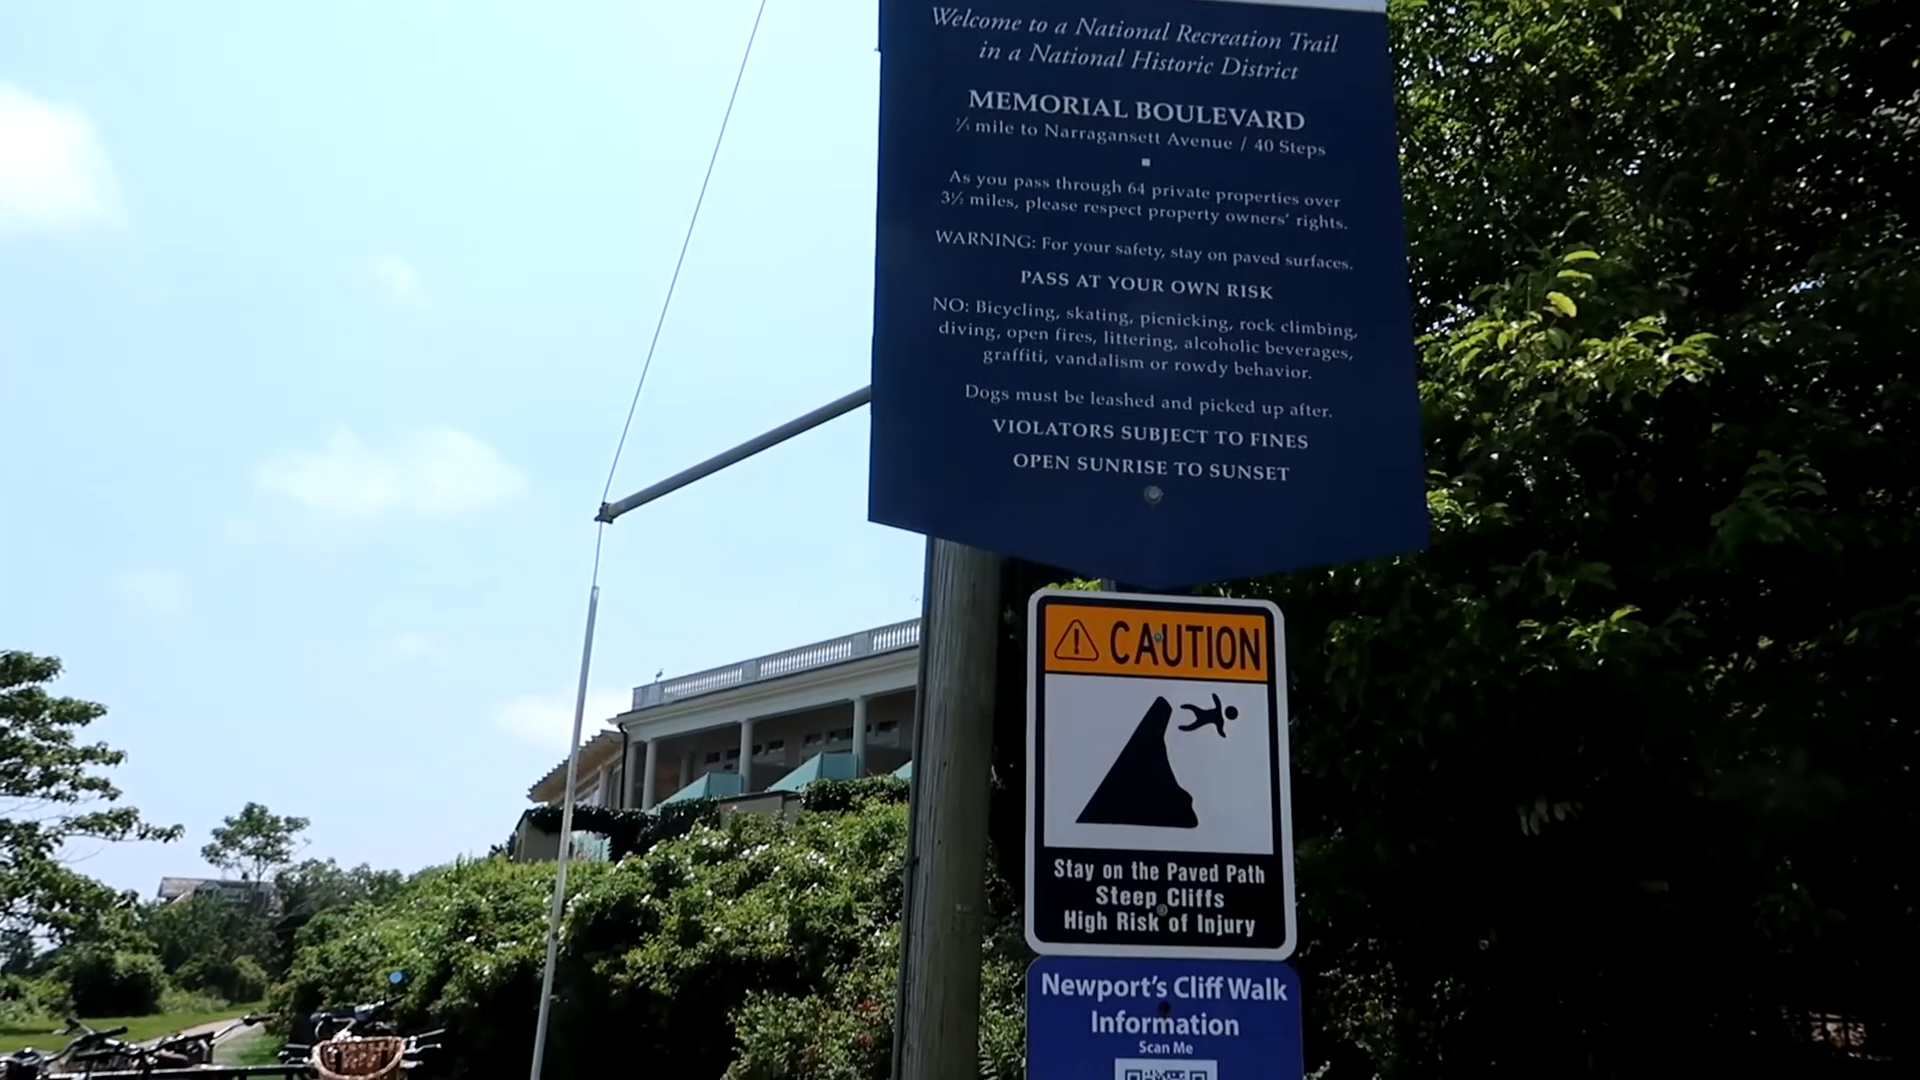 Welcome to a National Recreation Trail
in a National Historic District
MEMORIAL BOULEVARD
mile to Narragansett Avenue / 40 Steps
As you pass through 64 private properties over
3½ miles, please respect property owners' rights.
WARNING: For your safety, stay on paved surfaces.
PASS AT YOUR OWN RISK
NO: Bicycling, skating, picnicking, rock climbing,
diving, open fires, littering, alcoholic beverages,
graffiti, vandalism or rowdy behavior.
Dogs must be leashed and picked up after.
VIOLATORS SUBJECT TO FINES
OPEN SUNRISE TO SUNSET
CAUTION
Stay on the Paved Path
Steep Cliffs
High Risk of Injury
Newport's Cliff Walk
Information
Scan Me